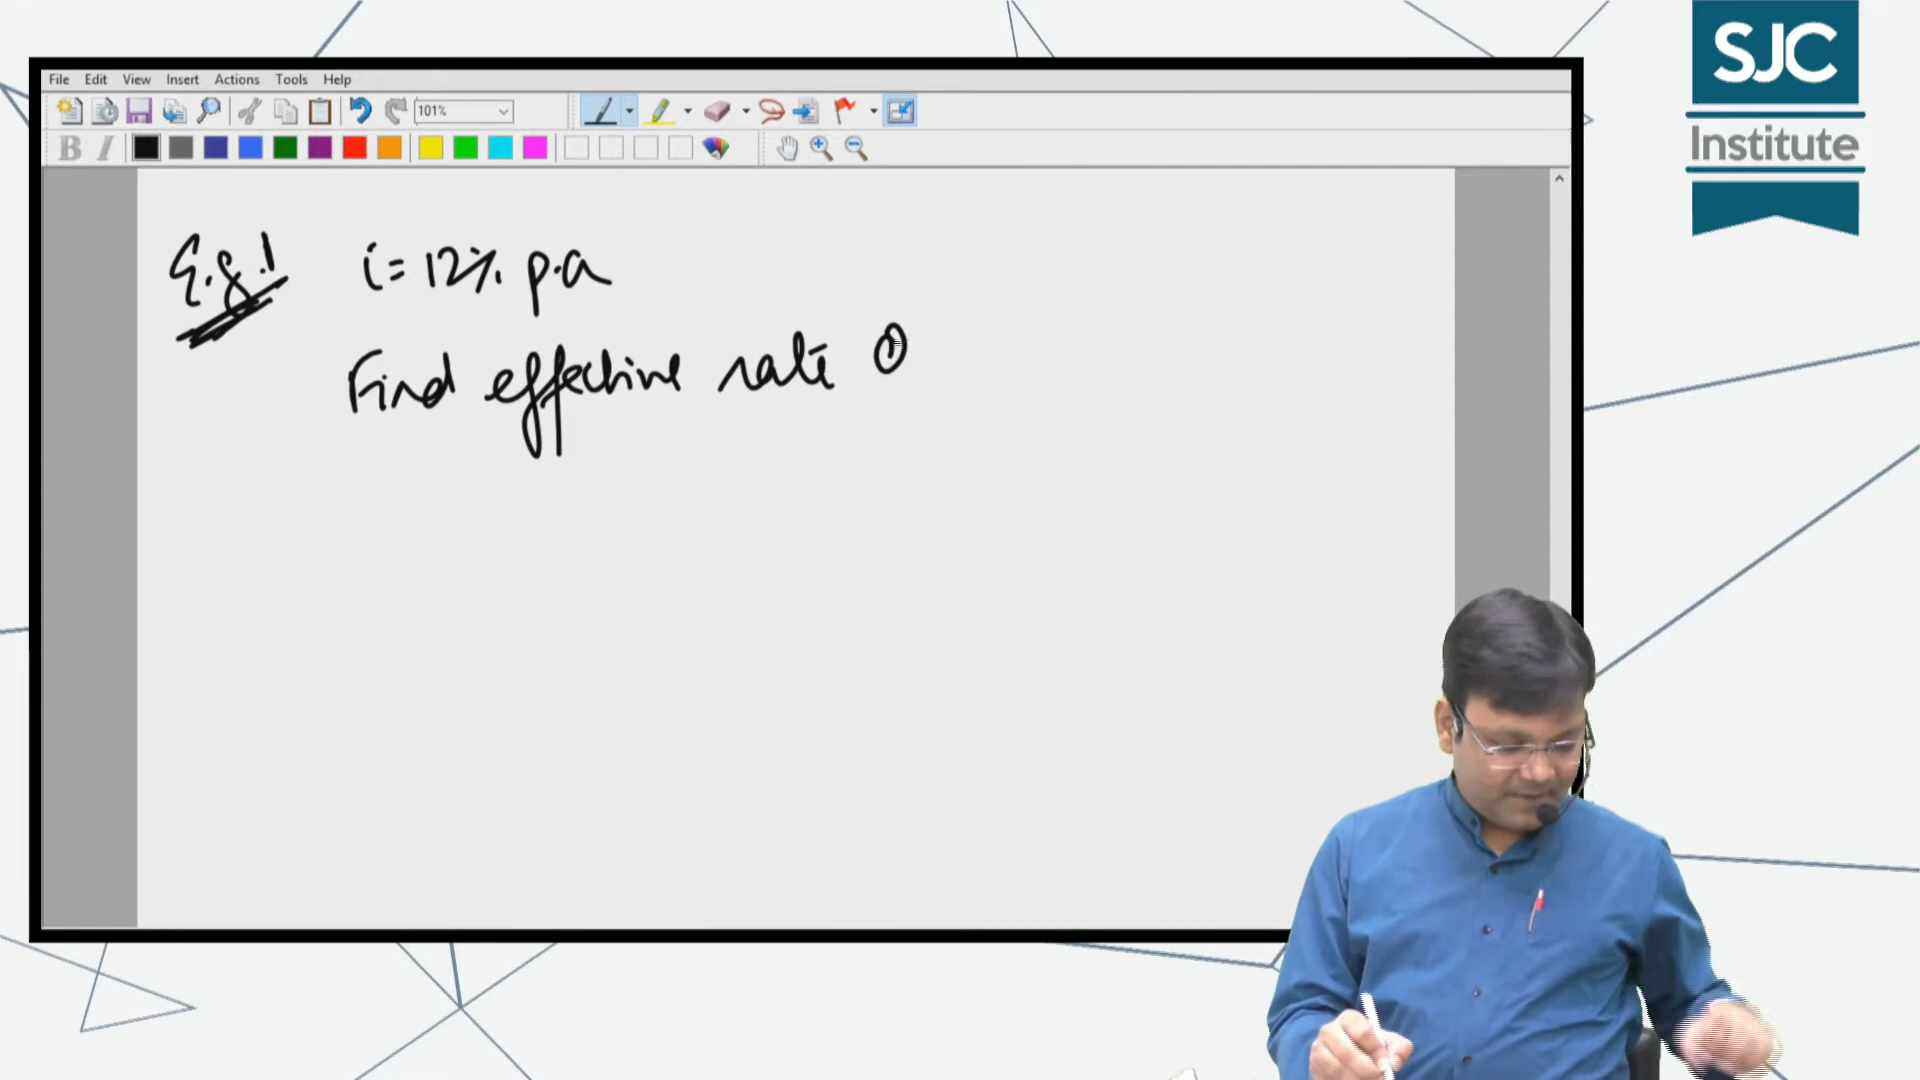 SJC
Institute
File Edit View Insert Actions Tools Help
101%
B I
E.g.1 i = 12% p.a
Find effective rate o